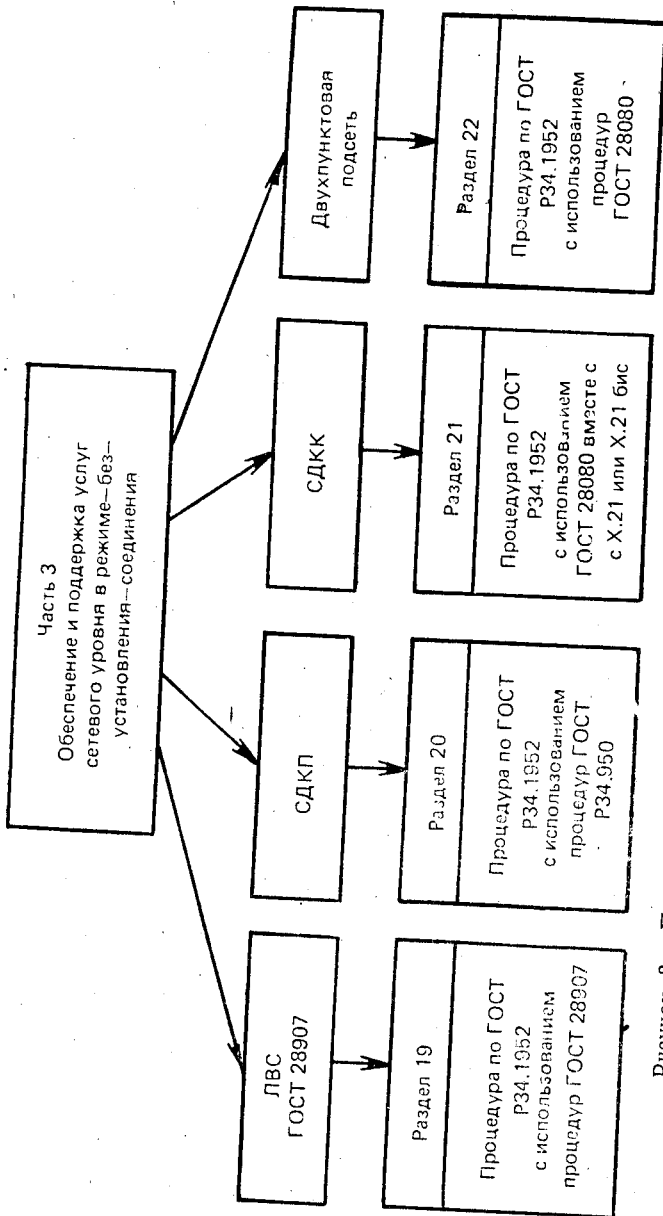 Часть 3
Обеспечение и поддержка услуг
сетевого уровня в режиме—без—
установления—соединения
ЛВС
ГОСТ 28907
СДКП
СДКК
Двухпунктовая
подсеть
Раздел 19
Процедура по ГОСТ
Р34.1952
с использованием
процедур ГОСТ 28907
Раздел 20
Процедура по ГОСТ
Р34.1952
с использованием
процедур ГОСТ
Р34.950
Раздел 21
Процедура по ГОСТ
Р34.1952
с использованием
ГОСТ 28080 вместе с
с X.21 или X.21 бис
Раздел 22
Процедура по ГОСТ
Р34.1952
с использованием
процедур
ГОСТ 28080